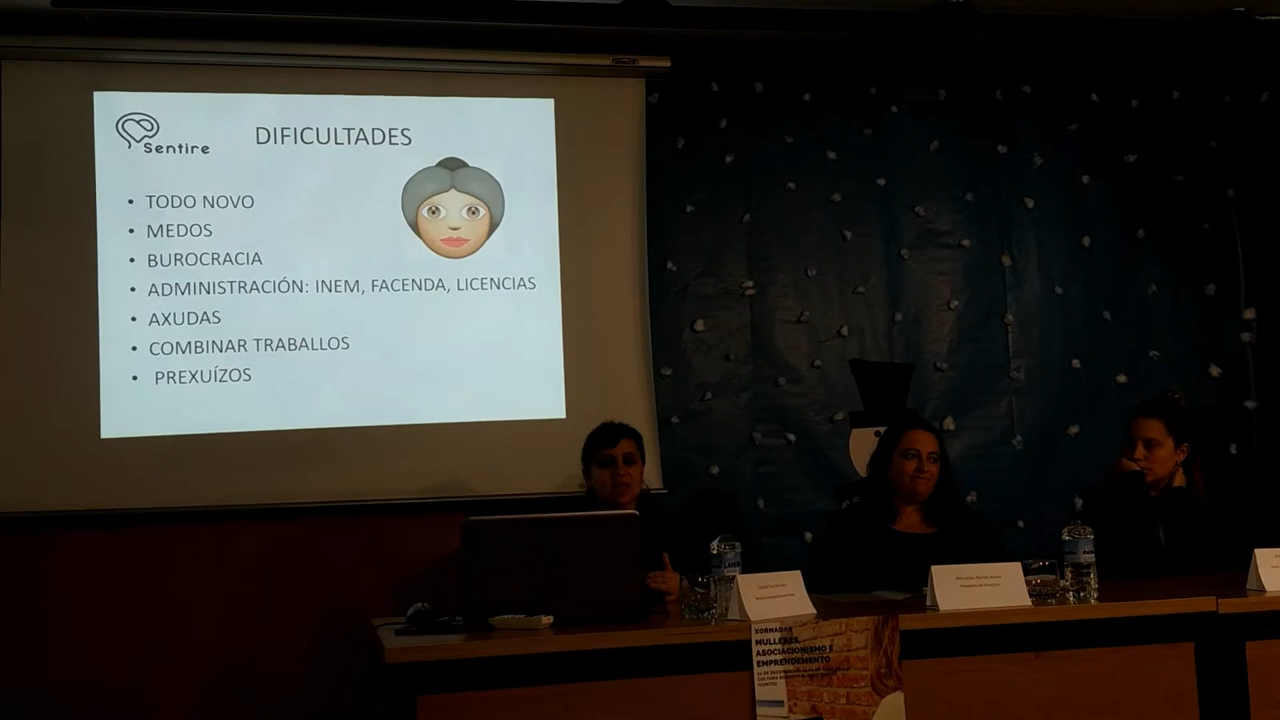 Sentire
DIFICULTADES
• TODO NOVO
• MEDOS
• BUROCRACIA
• ADMINISTRACIÓN: INEM, FACENDA, LICENCIAS
• AXUDAS
• COMBINAR TRABALLOS
• PREXUÍZOS
XORNADAS
MULLERES,
ASOCIACIONISMO E
EMPRENDEMENTO